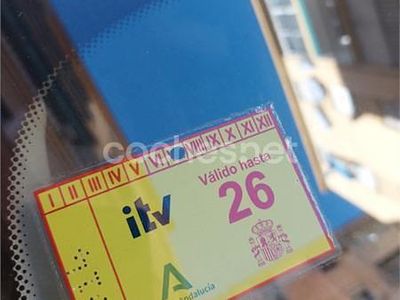 I II III IV V VI VII VIII IX X XI XII
coches.net
itv
Válido hasta
26
Andalucía